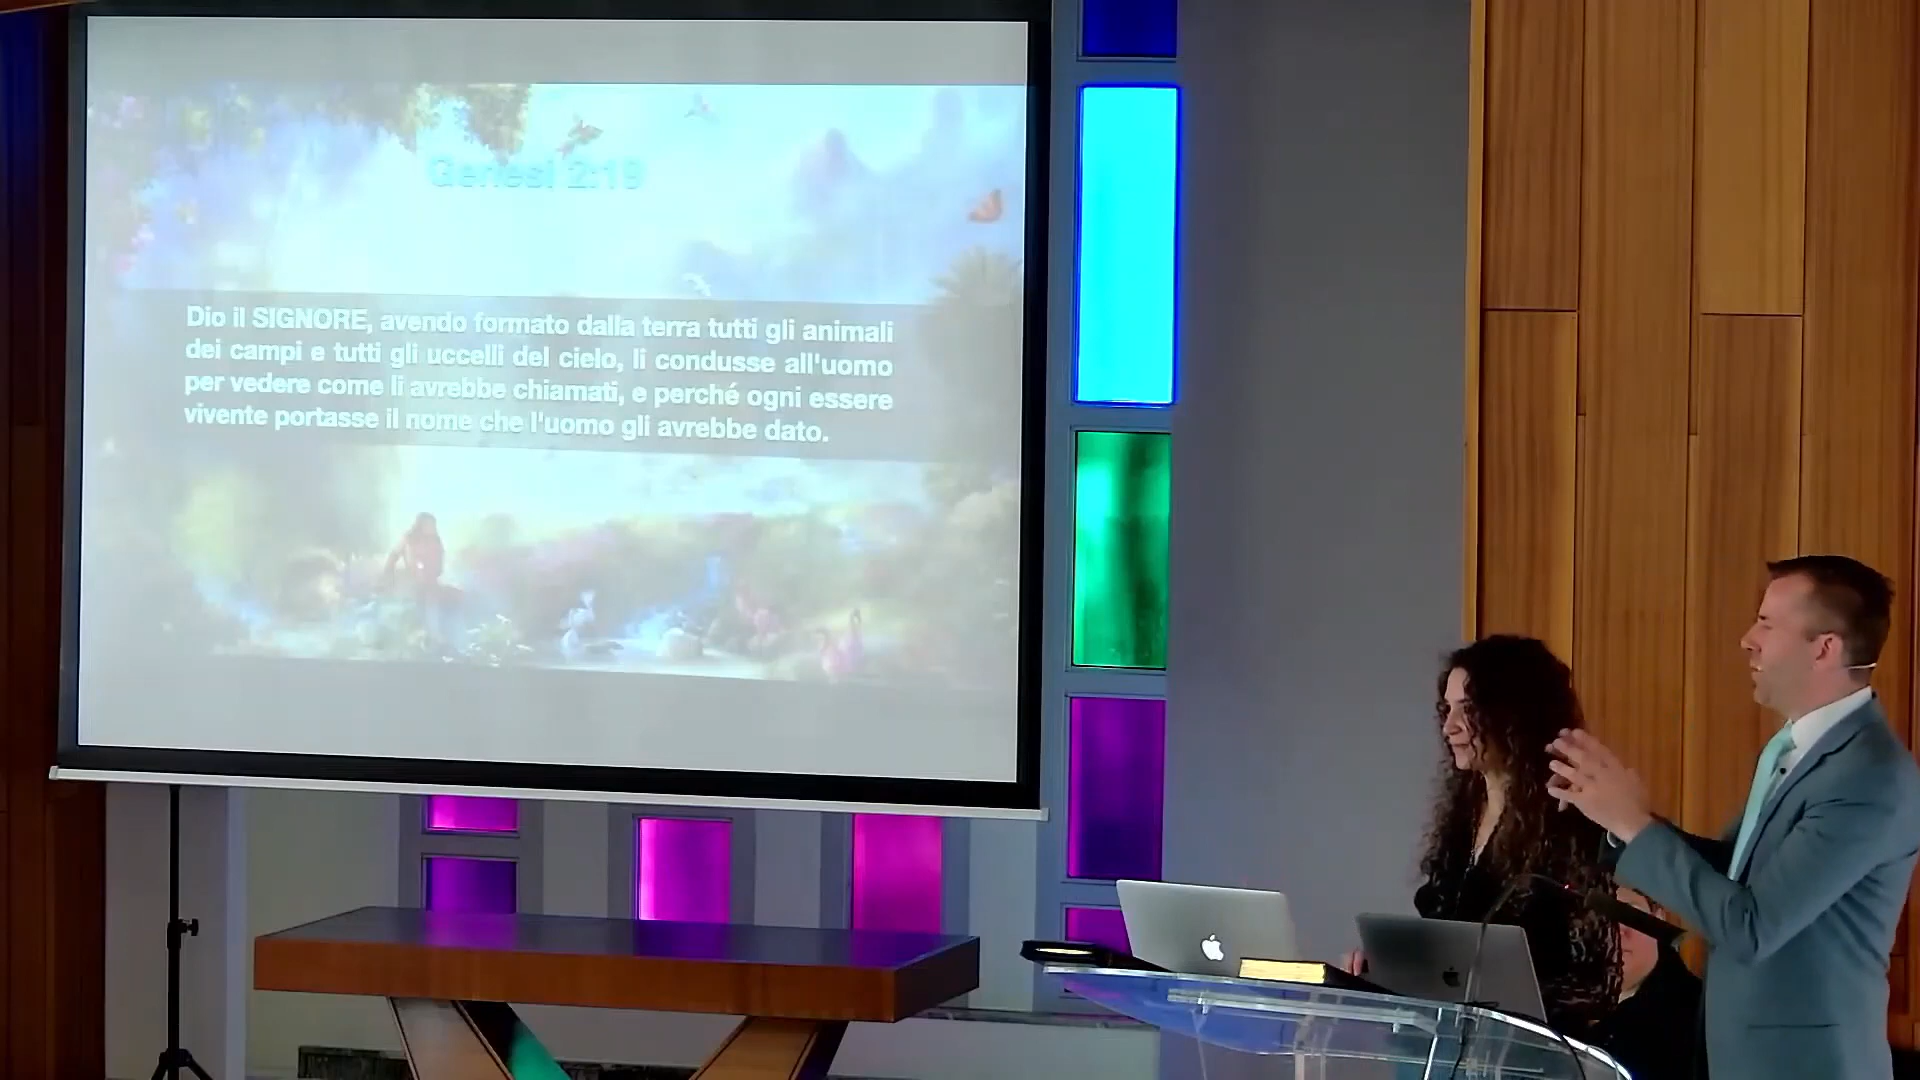 Genesi 2:19
Dio il SIGNORE, avendo formato dalla terra tutti gli animali
dei campi e tutti gli uccelli del cielo, li condusse all'uomo
per vedere come li avrebbe chiamati, e perché ogni essere
vivente portasse il nome che l'uomo gli avrebbe dato.